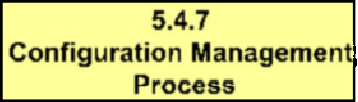 5.4.7
Configuration Management
Process